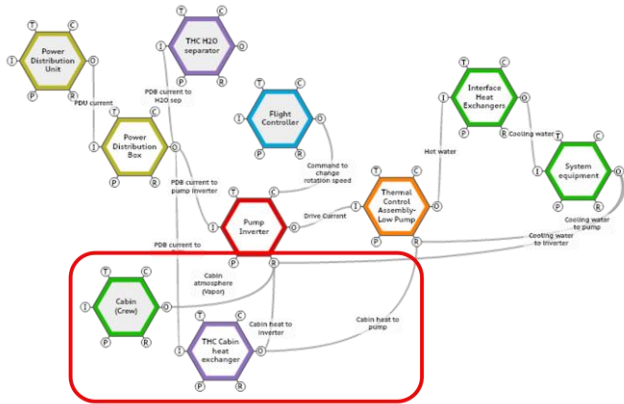 T
C
Power
Distribution
Unit
I
O
P
R
T
C
THC H2O
separator
I
O
P
R
PDB current to
H2O sep
PDU current
T
C
Power
Distribution
Box
I
O
P
R
T
C
Flight
Controller
I
O
P
R
T
C
Interface
Heat
Exchangers
I
O
P
R
Cooling water
T
C
System
equipment
I
O
P
R
Hot water
Command to
change
rotation speed
PDB current to
pump inverter
T
C
Pump
Inverter
I
O
P
R
Drive Current
T
C
Thermal
Control
Assembly-
Low Pump
I
O
P
R
Cooling water
to pump
Cooling water
to inverter
PDB current to
T
C
Cabin
(Crew)
I
O
P
R
Cabin
atmosphere
(Vapor)
T
C
THC Cabin
heat
exchanger
I
O
P
R
Cabin heat to
inverter
Cabin heat to
pump